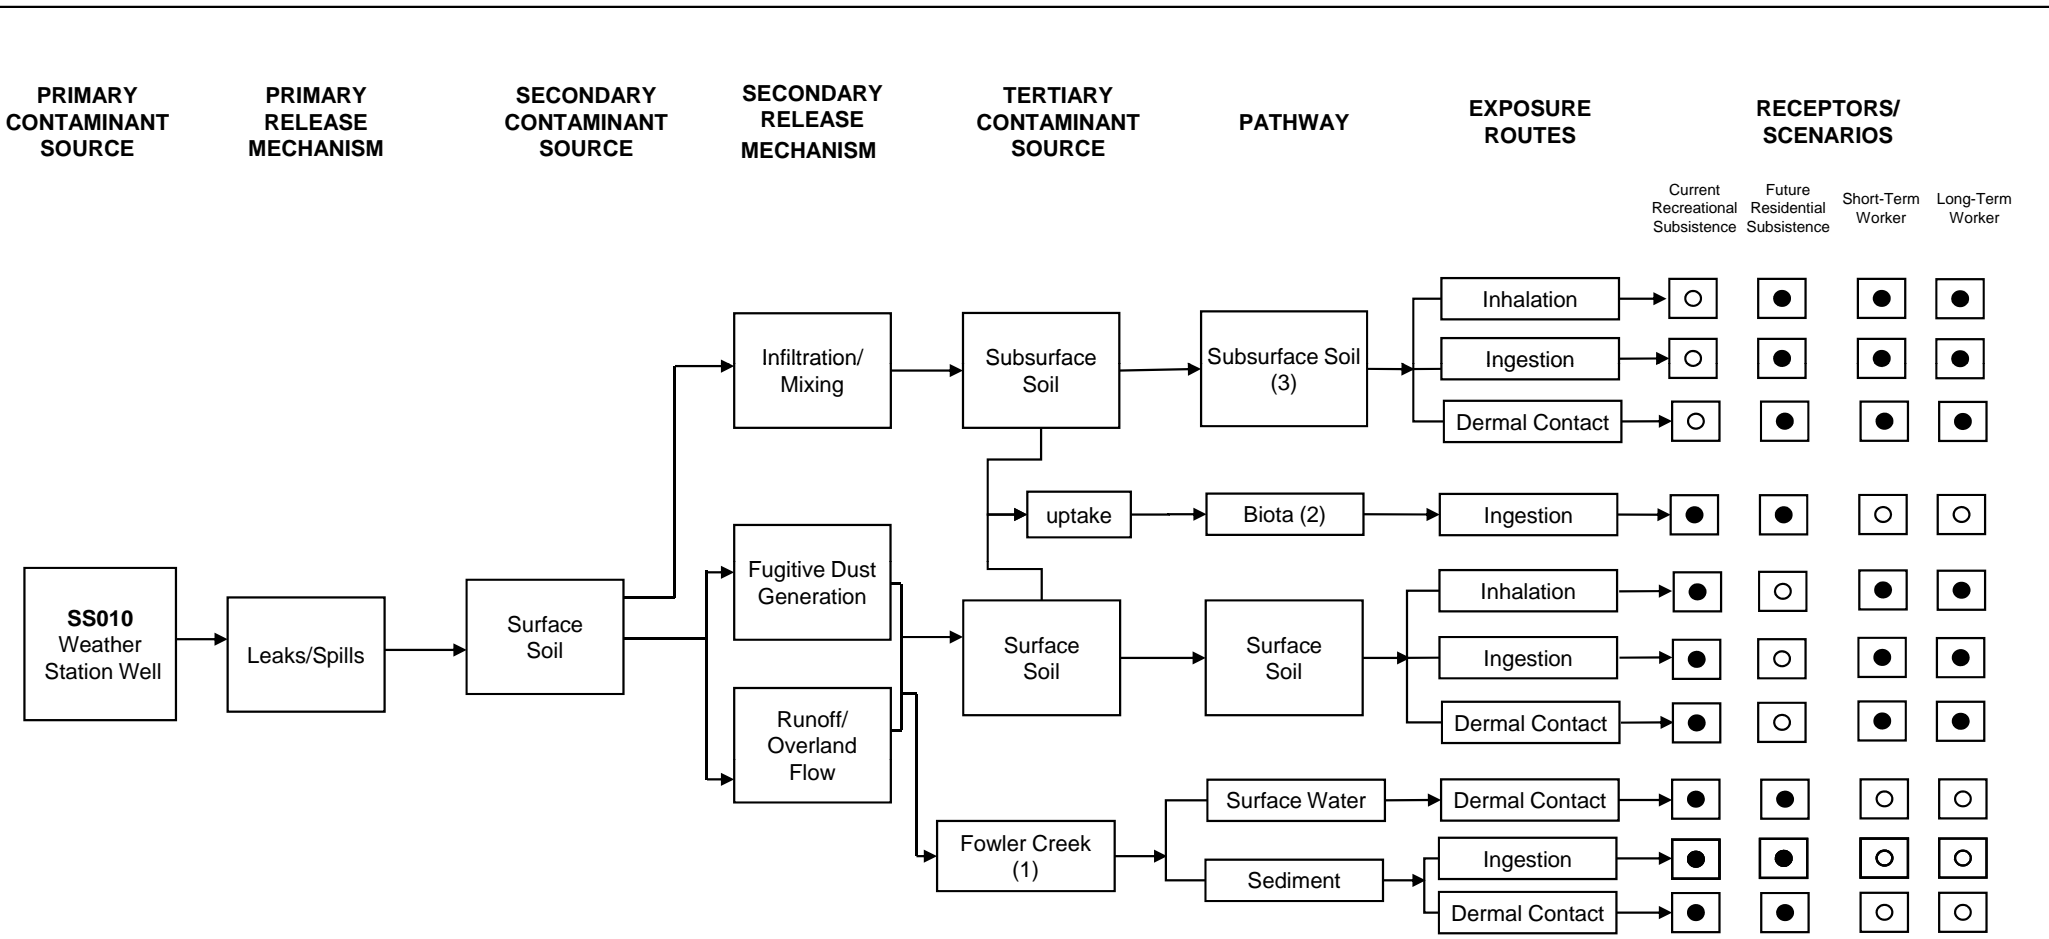 PRIMARY
CONTAMINANT
SOURCE
PRIMARY
RELEASE
MECHANISM
SECONDARY
CONTAMINANT
SOURCE
SECONDARY
RELEASE
MECHANISM
TERTIARY
CONTAMINANT
SOURCE
PATHWAY
EXPOSURE
ROUTES
RECEPTORS/
SCENARIOS
Current
Recreational
Subsistence
Future
Residential
Subsistence
Short-Term
Worker
Long-Term
Worker
SS010
Weather
Station Well
Leaks/Spills
Surface
Soil
Infiltration/
Mixing
Fugitive Dust
Generation
Runoff/
Overland
Flow
Subsurface
Soil
uptake
Surface
Soil
Fowler Creek
(1)
Subsurface Soil
(3)
Biota (2)
Surface
Soil
Surface Water
Sediment
Inhalation
Ingestion
Dermal Contact
Ingestion
Inhalation
Ingestion
Dermal Contact
Dermal Contact
Ingestion
Dermal Contact